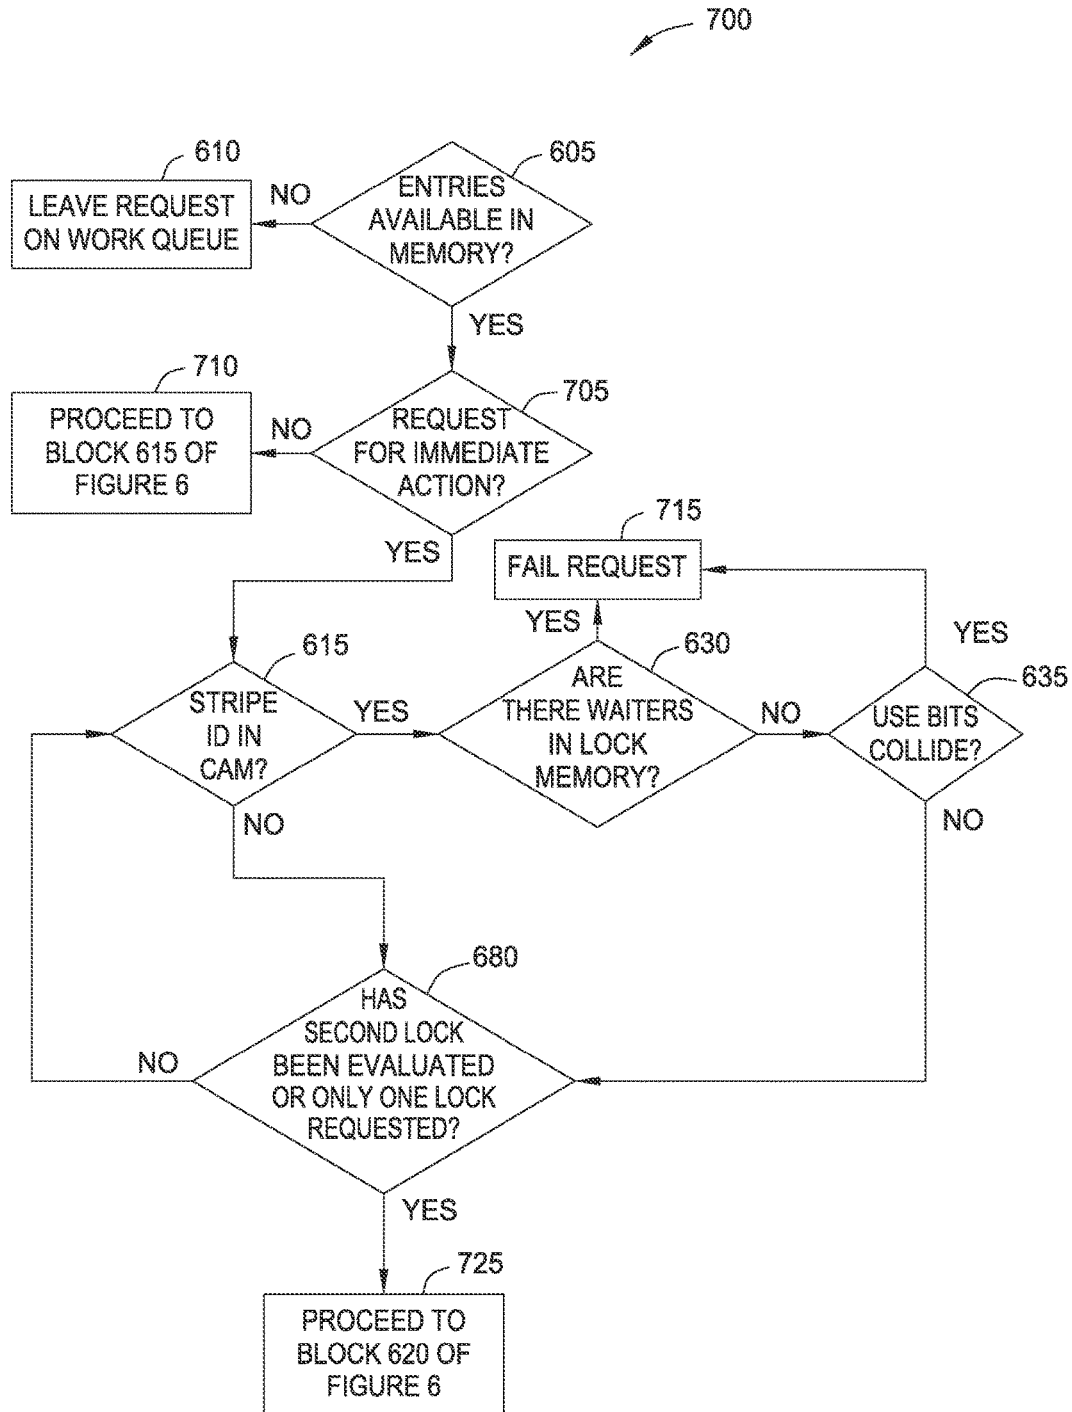 700
610
LEAVE REQUEST
ON WORK QUEUE
NO
605
ENTRIES
AVAILABLE IN
MEMORY?
YES
710
PROCEED TO
BLOCK 615 OF
FIGURE 6
NO
705
REQUEST
FOR IMMEDIATE
ACTION?
YES
715
FAIL REQUEST
YES
615
STRIPE
ID IN
CAM?
YES
630
ARE
THERE WAITERS
IN LOCK
MEMORY?
NO
YES
635
USE BITS
COLLIDE?
NO
NO
680
HAS
SECOND LOCK
BEEN EVALUATED
OR ONLY ONE LOCK
REQUESTED?
NO
YES
725
PROCEED TO
BLOCK 620 OF
FIGURE 6